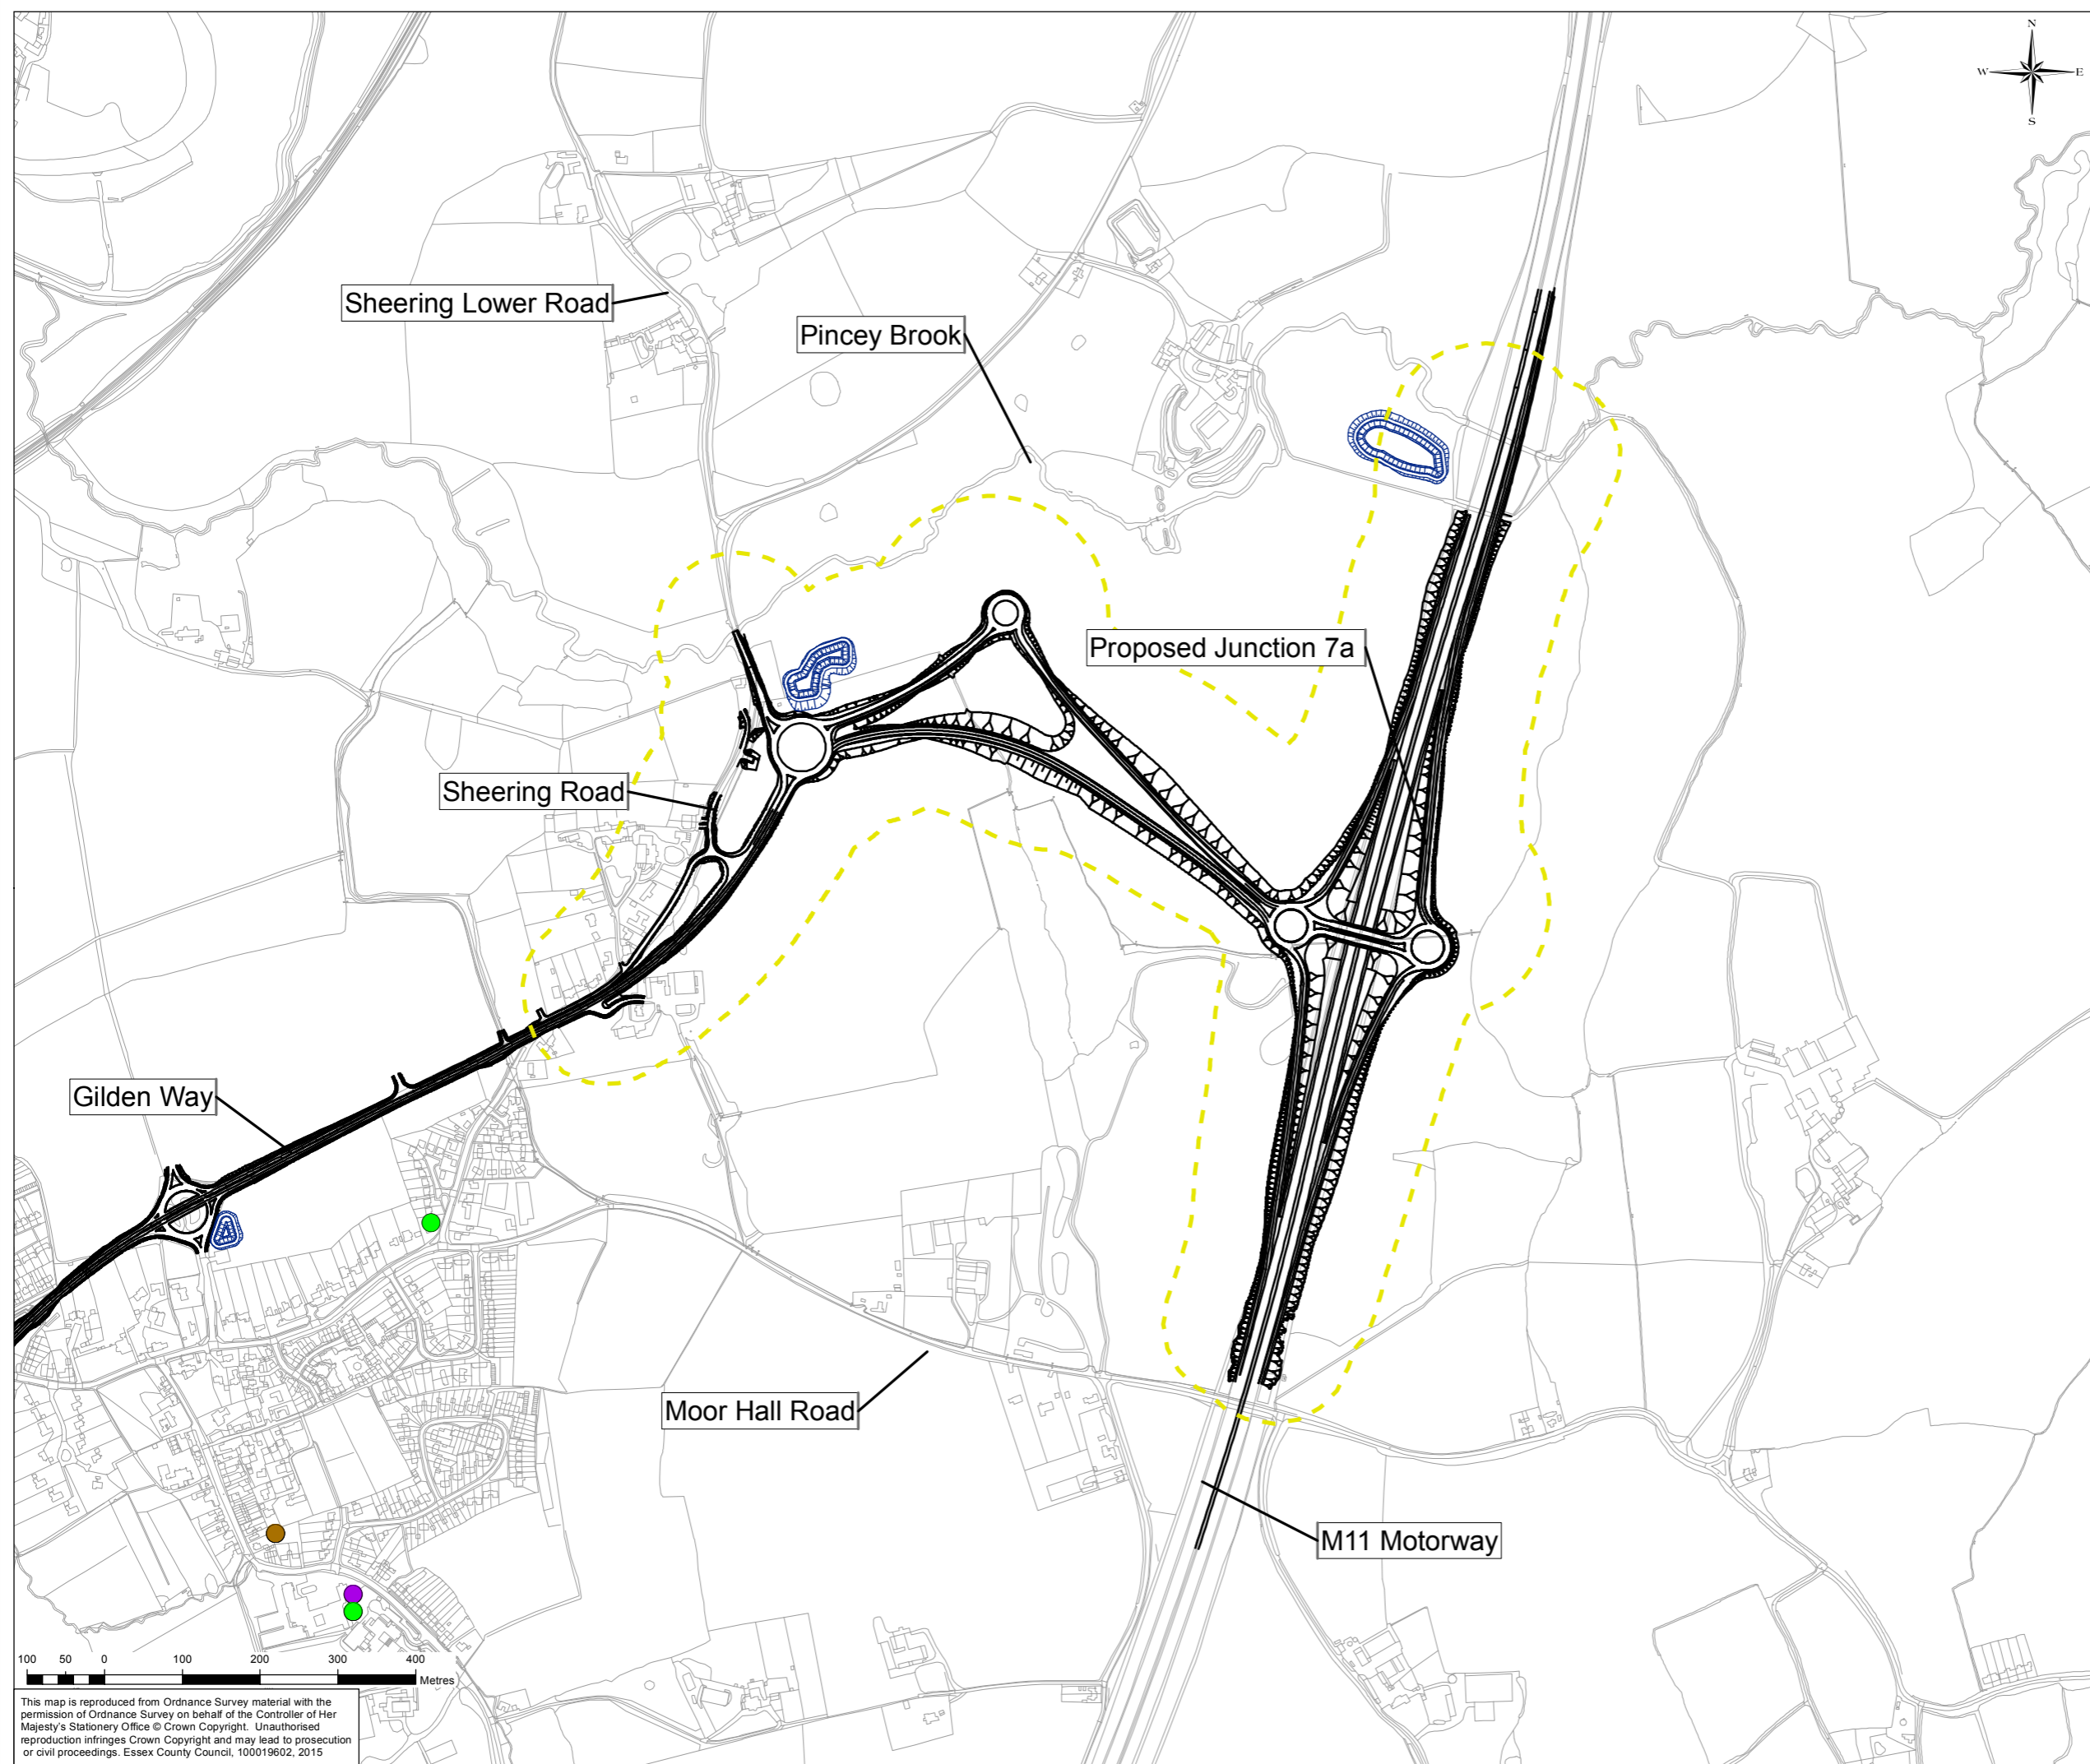 N
W E
S
Sheering Lower Road
Pincey Brook
Proposed Junction 7a
Sheering Road
Gilden Way
Moor Hall Road
M11 Motorway
100 50 0 100 200 300 400
Metres
This map is reproduced from Ordnance Survey material with the
permission of Ordnance Survey on behalf of the Controller of Her
Majesty's Stationery Office © Crown Copyright. Unauthorised
reproduction infringes Crown Copyright and may lead to prosecution
or civil proceedings. Essex County Council, 100019602, 2015